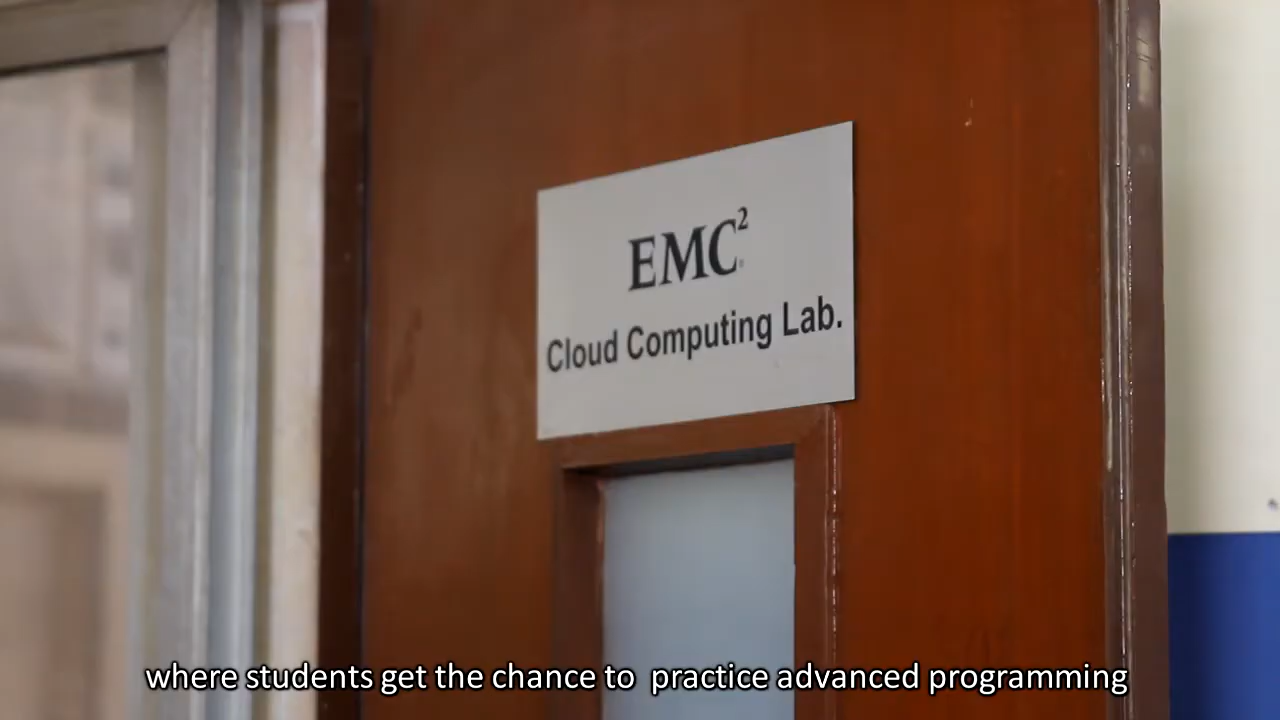 EMC²
Cloud Computing Lab.
where students get the chance to  practice advanced programming